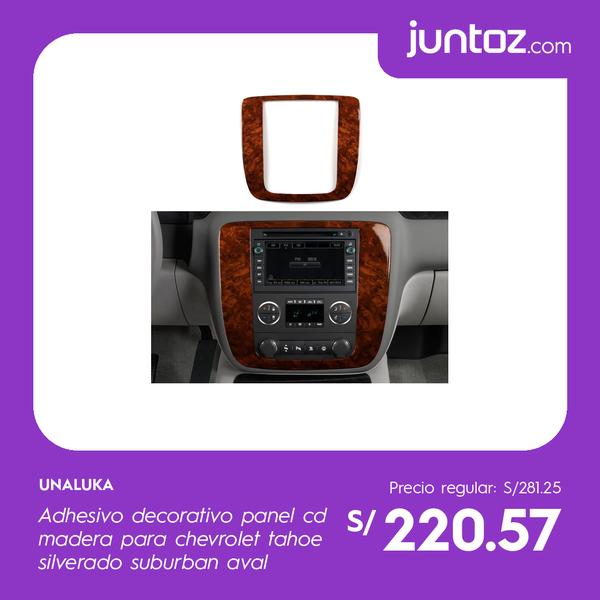 juntoz.com
UNALUKA
Adhesivo decorativo panel cd
madera para chevrolet tahoe
silverado suburban aval
Precio regular: S/281.25
S/220.57